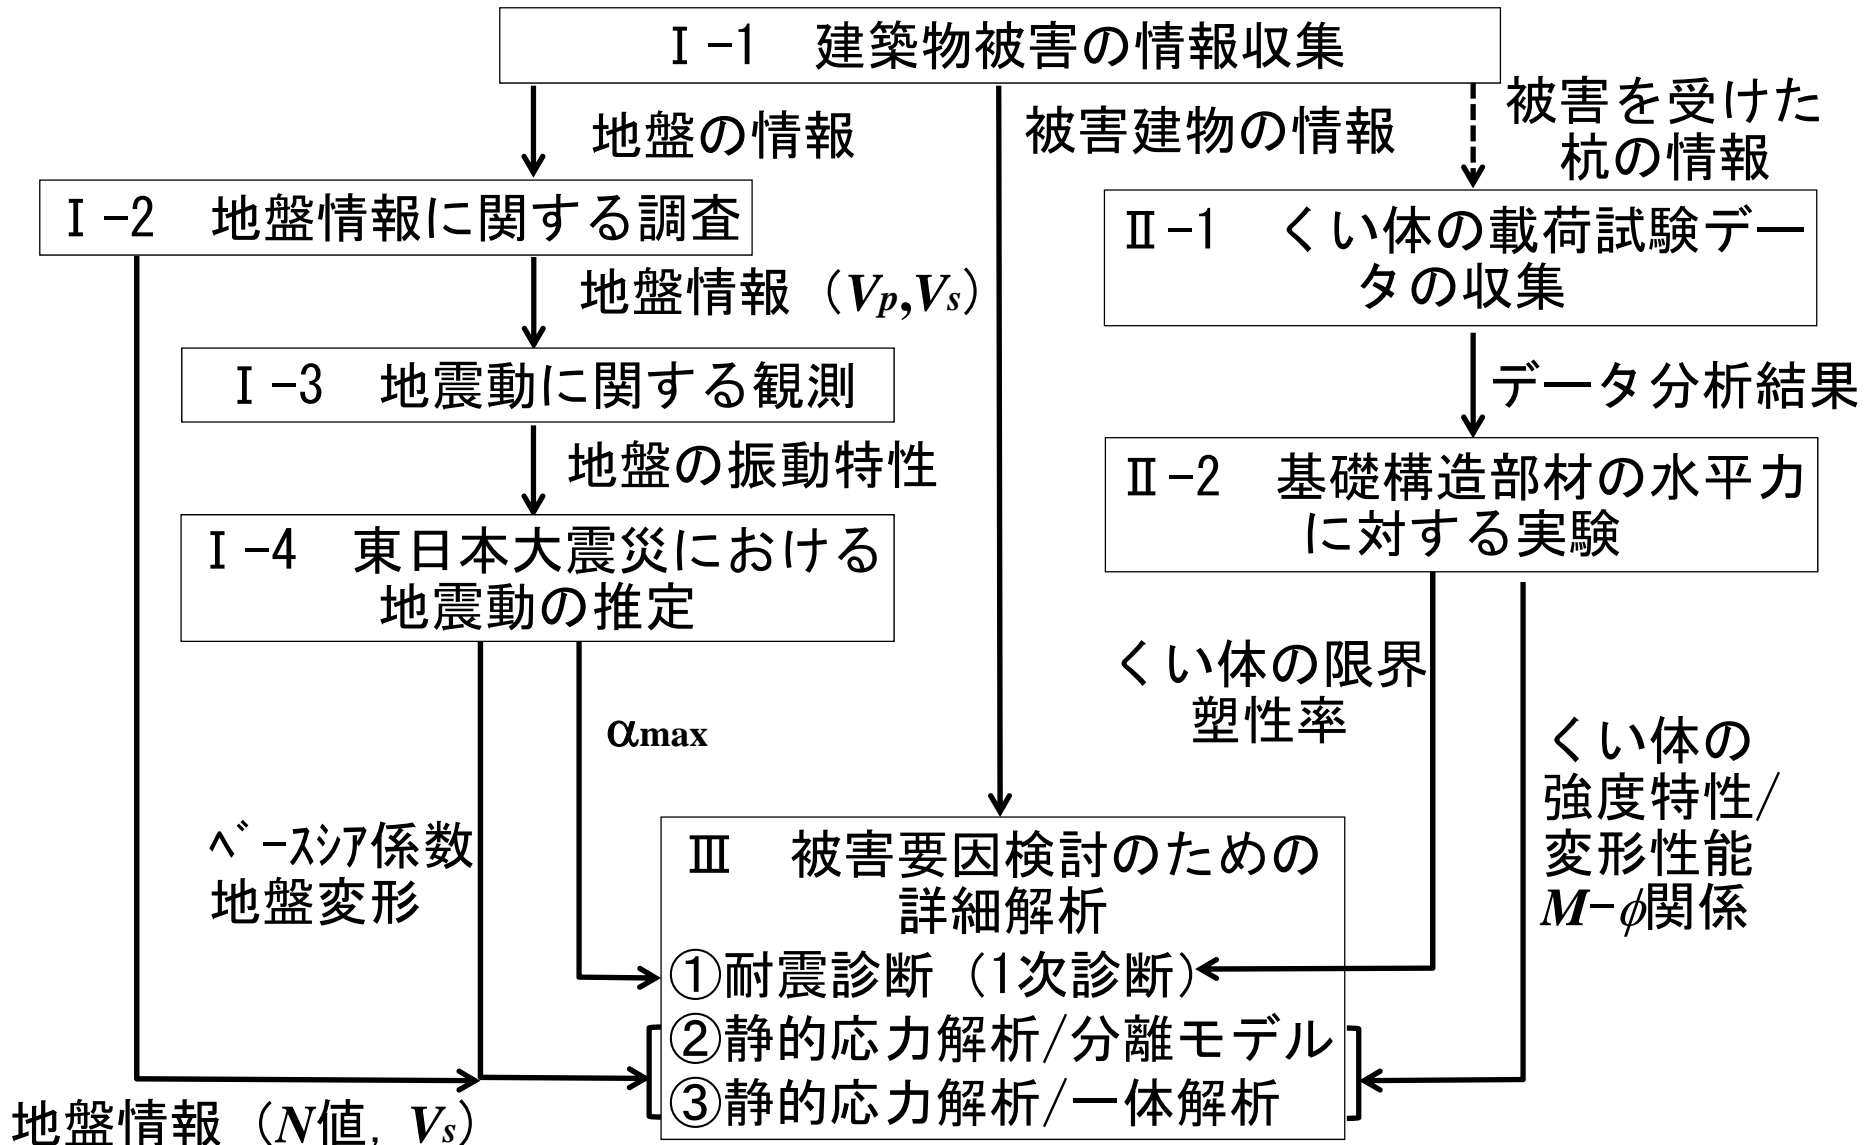 Ⅰ-1　建築物被害の情報収集
地盤の情報
被害建物の情報
被害を受けた
杭の情報
Ⅰ-2　地盤情報に関する調査
Ⅱ-1　くい体の載荷試験デー
タの収集
地盤情報（Vp,Vs）
Ⅰ-3　地震動に関する観測
データ分析結果
地盤の振動特性
Ⅱ-2　基礎構造部材の水平力
に対する実験
Ⅰ-4　東日本大震災における
地震動の推定
くい体の限界
塑性率
αmax
くい体の
強度特性/
変形性能
M-ϕ関係
ﾍﾞｰｽｼｱ係数
地盤変形
Ⅲ　被害要因検討のための
詳細解析
①耐震診断（1次診断）
②静的応力解析/分離モデル
③静的応力解析/一体解析
地盤情報（N値, Vs）